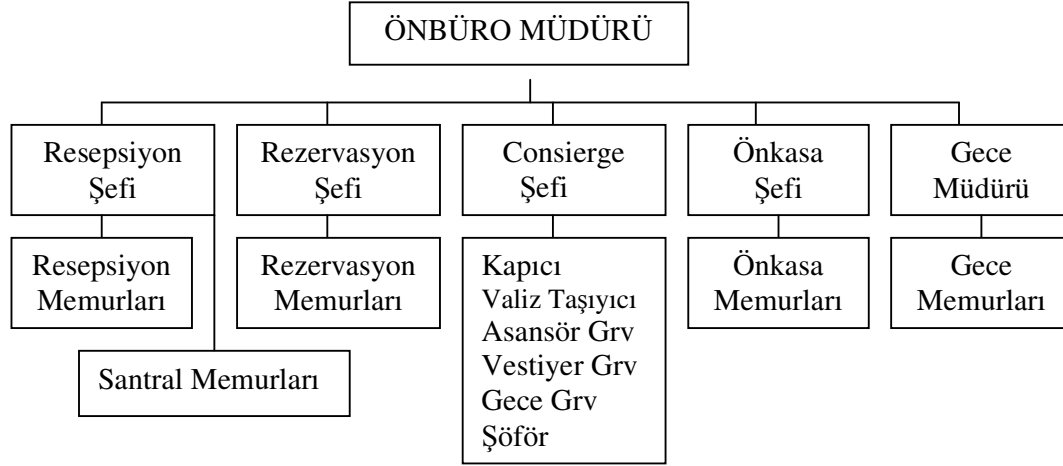 ÖNBÜRO MÜDÜRÜ
Resepsiyon
Şefi
Rezervasyon
Şefi
Consierge
Şefi
Önkasa
Şefi
Gece
Müdürü
Resepsiyon
Memurları
Rezervasyon
Memurları
Kapıcı
Valiz Taşıyıcı
Asansör Grv
Vestiyer Grv
Gece Grv
Şöför
Önkasa
Memurları
Gece
Memurları
Santral Memurları